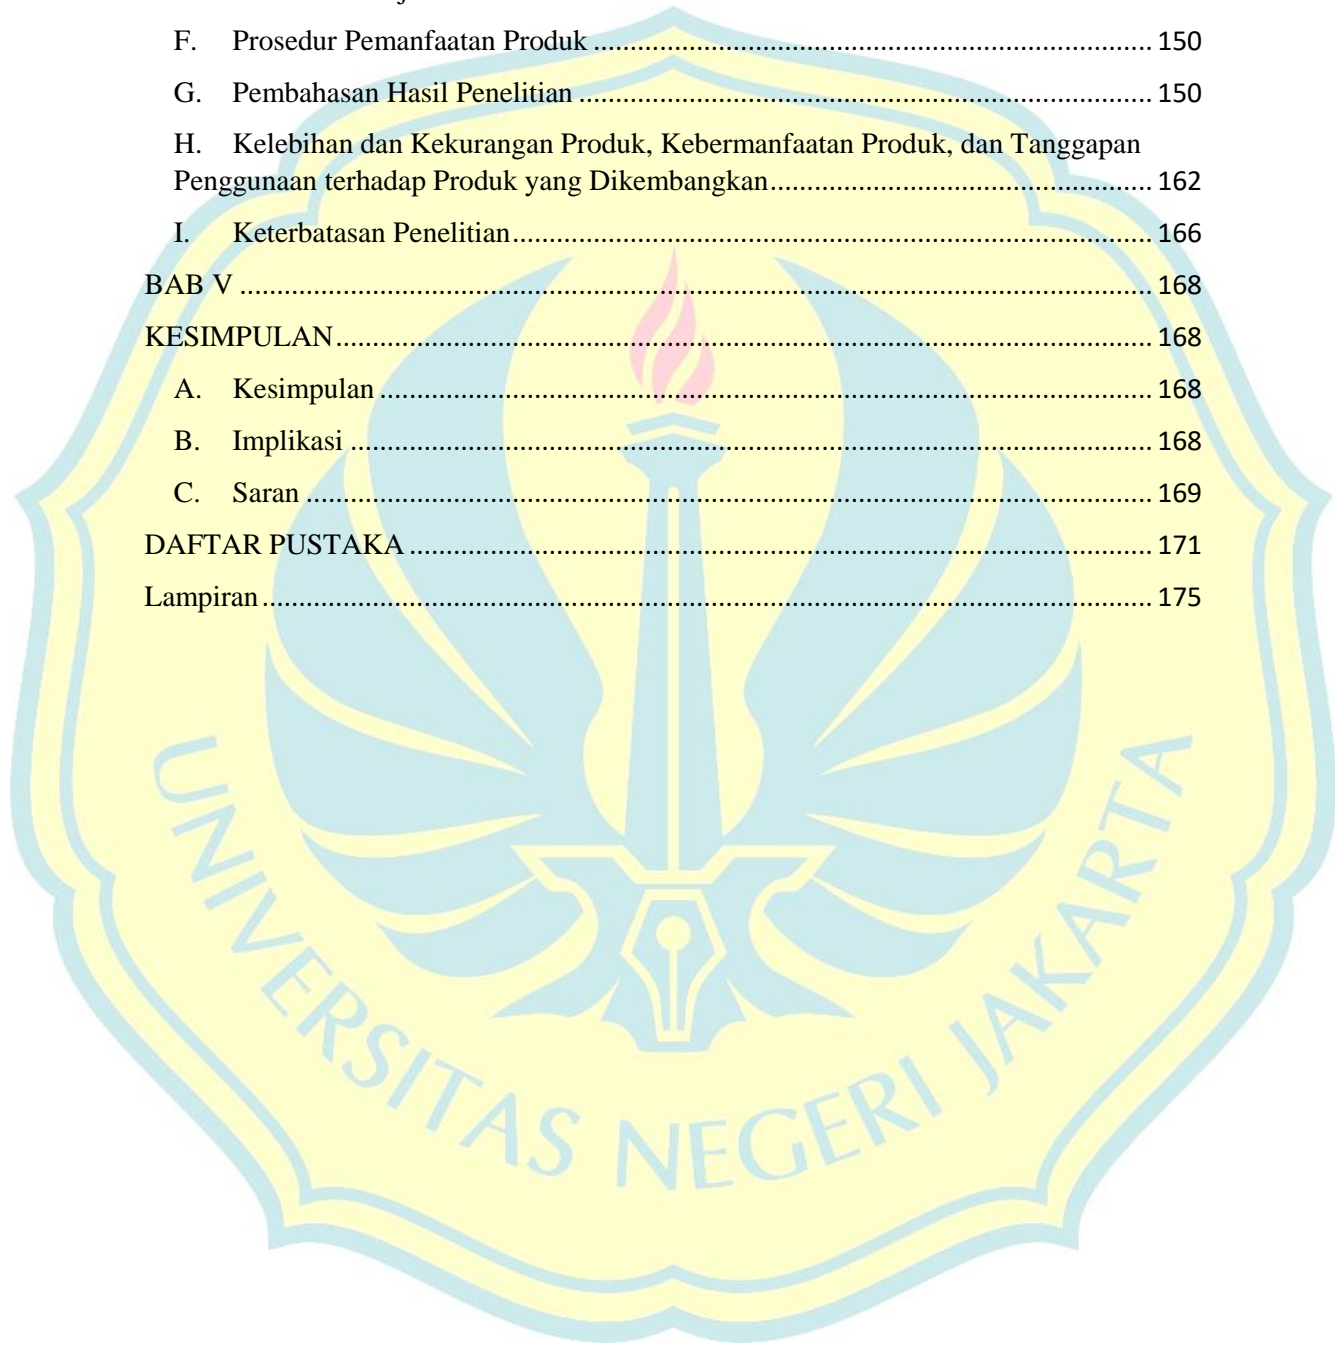 F. Prosedur Pemanfaatan Produk ........................................................................... 150
G. Pembahasan Hasil Penelitian ............................................................................. 150
H. Kelebihan dan Kekurangan Produk, Kebermanfaatan Produk, dan Tanggapan
Penggunaan terhadap Produk yang Dikembangkan.................................................... 162
I. Keterbatasan Penelitian...................................................................................... 166
BAB V ........................................................................................................................... 168
KESIMPULAN.............................................................................................................. 168
A. Kesimpulan ........................................................................................................ 168
B. Implikasi ............................................................................................................ 168
C. Saran .................................................................................................................. 169
DAFTAR PUSTAKA .................................................................................................... 171
Lampiran ........................................................................................................................ 175
UNIVERSITAS NEGERI JAKARTA